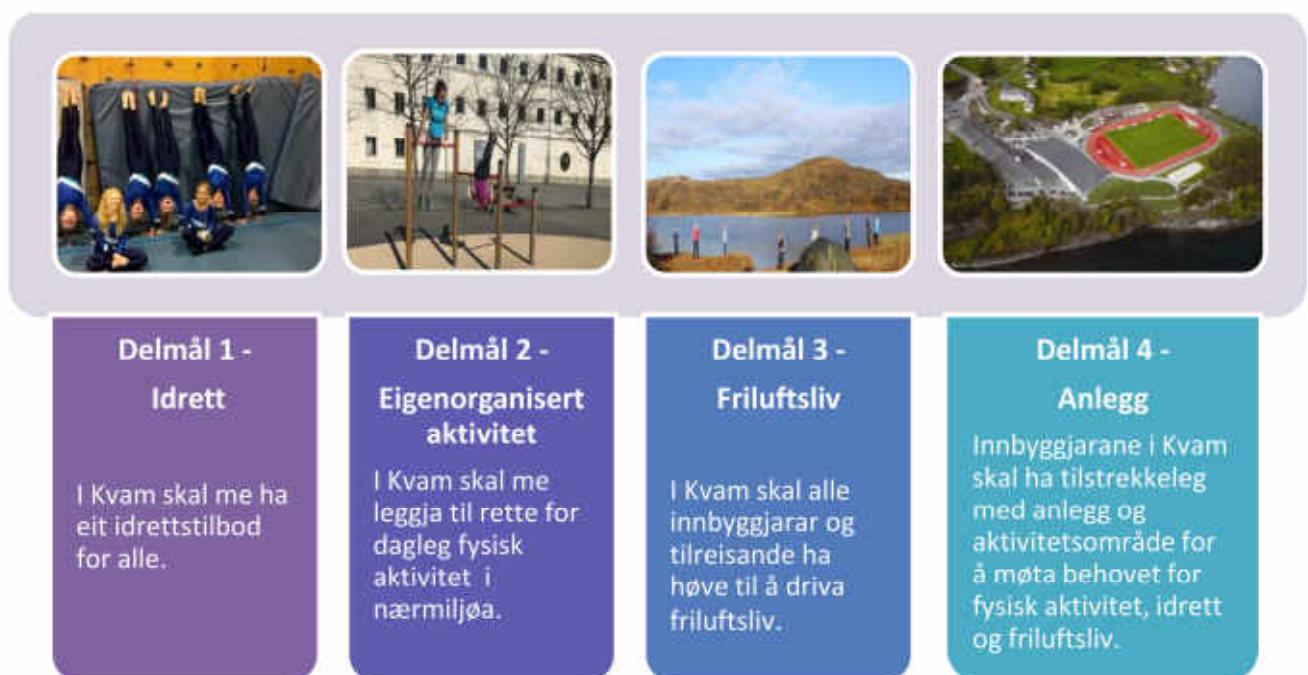 Delmål 1 -
Idrett
I Kvam skal me ha
eit idrettstilbod
for alle.
Delmål 2 -
Eigenorganisert
aktivitet
I Kvam skal me
leggja til rette for
dagleg fysisk
aktivitet i
nærmiljøa.
Delmål 3 -
Friluftsliv
I Kvam skal alle
innbyggjarar og
tilreisande ha
høve til å driva
friluftsliv.
Delmål 4 -
Anlegg
Innbyggjarane i Kvam
skal ha tilstrekkeleg
med anlegg og
aktivitetsområde for
å møta behovet for
fysisk aktivitet, idrett
og friluftsliv.